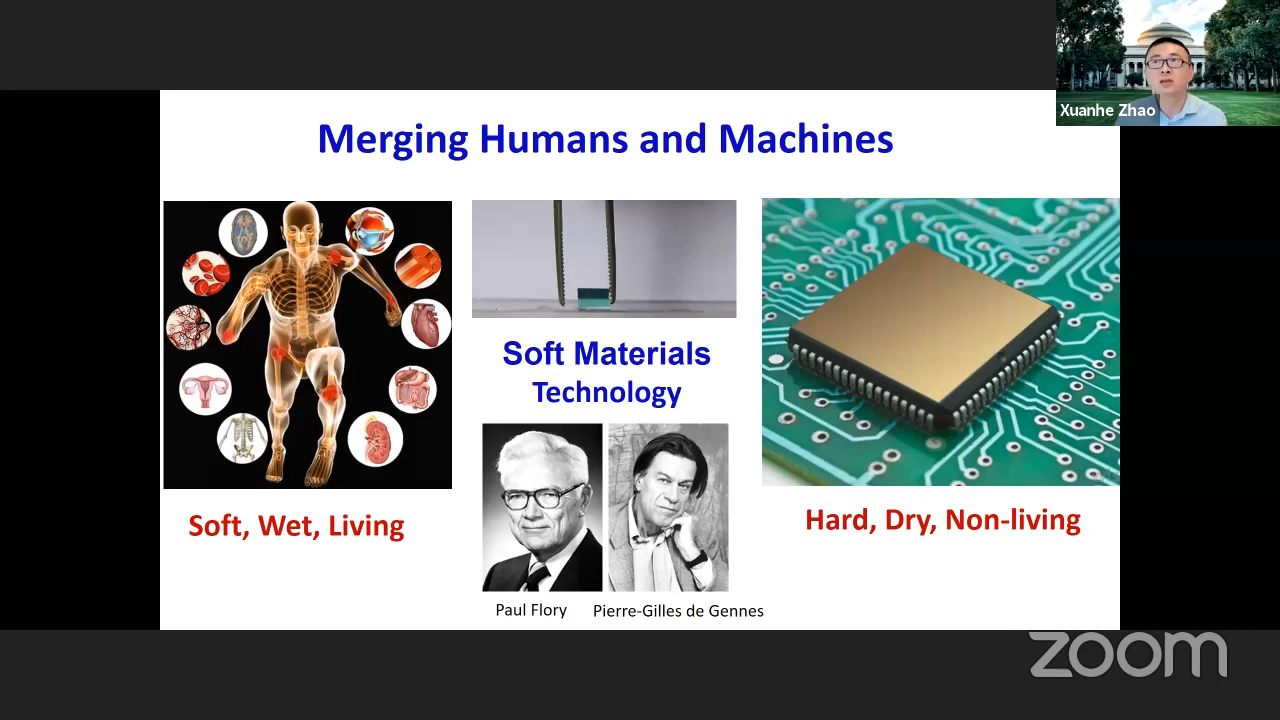 Xuanhe Zhao
Merging Humans and Machines
Soft Materials
Technology
Soft, Wet, Living
Hard, Dry, Non-living
Paul Flory
Pierre-Gilles de Gennes
zoom